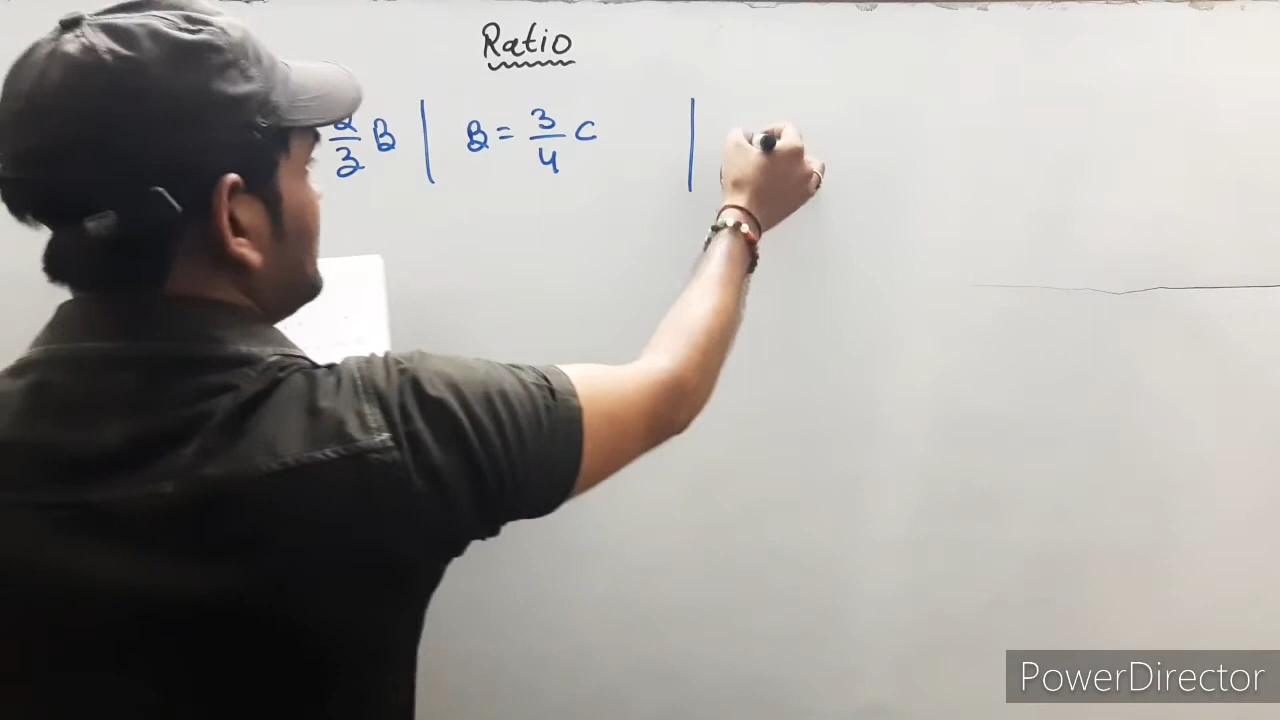 Ratio
2/3 B | B = 3/4 C |
PowerDirector